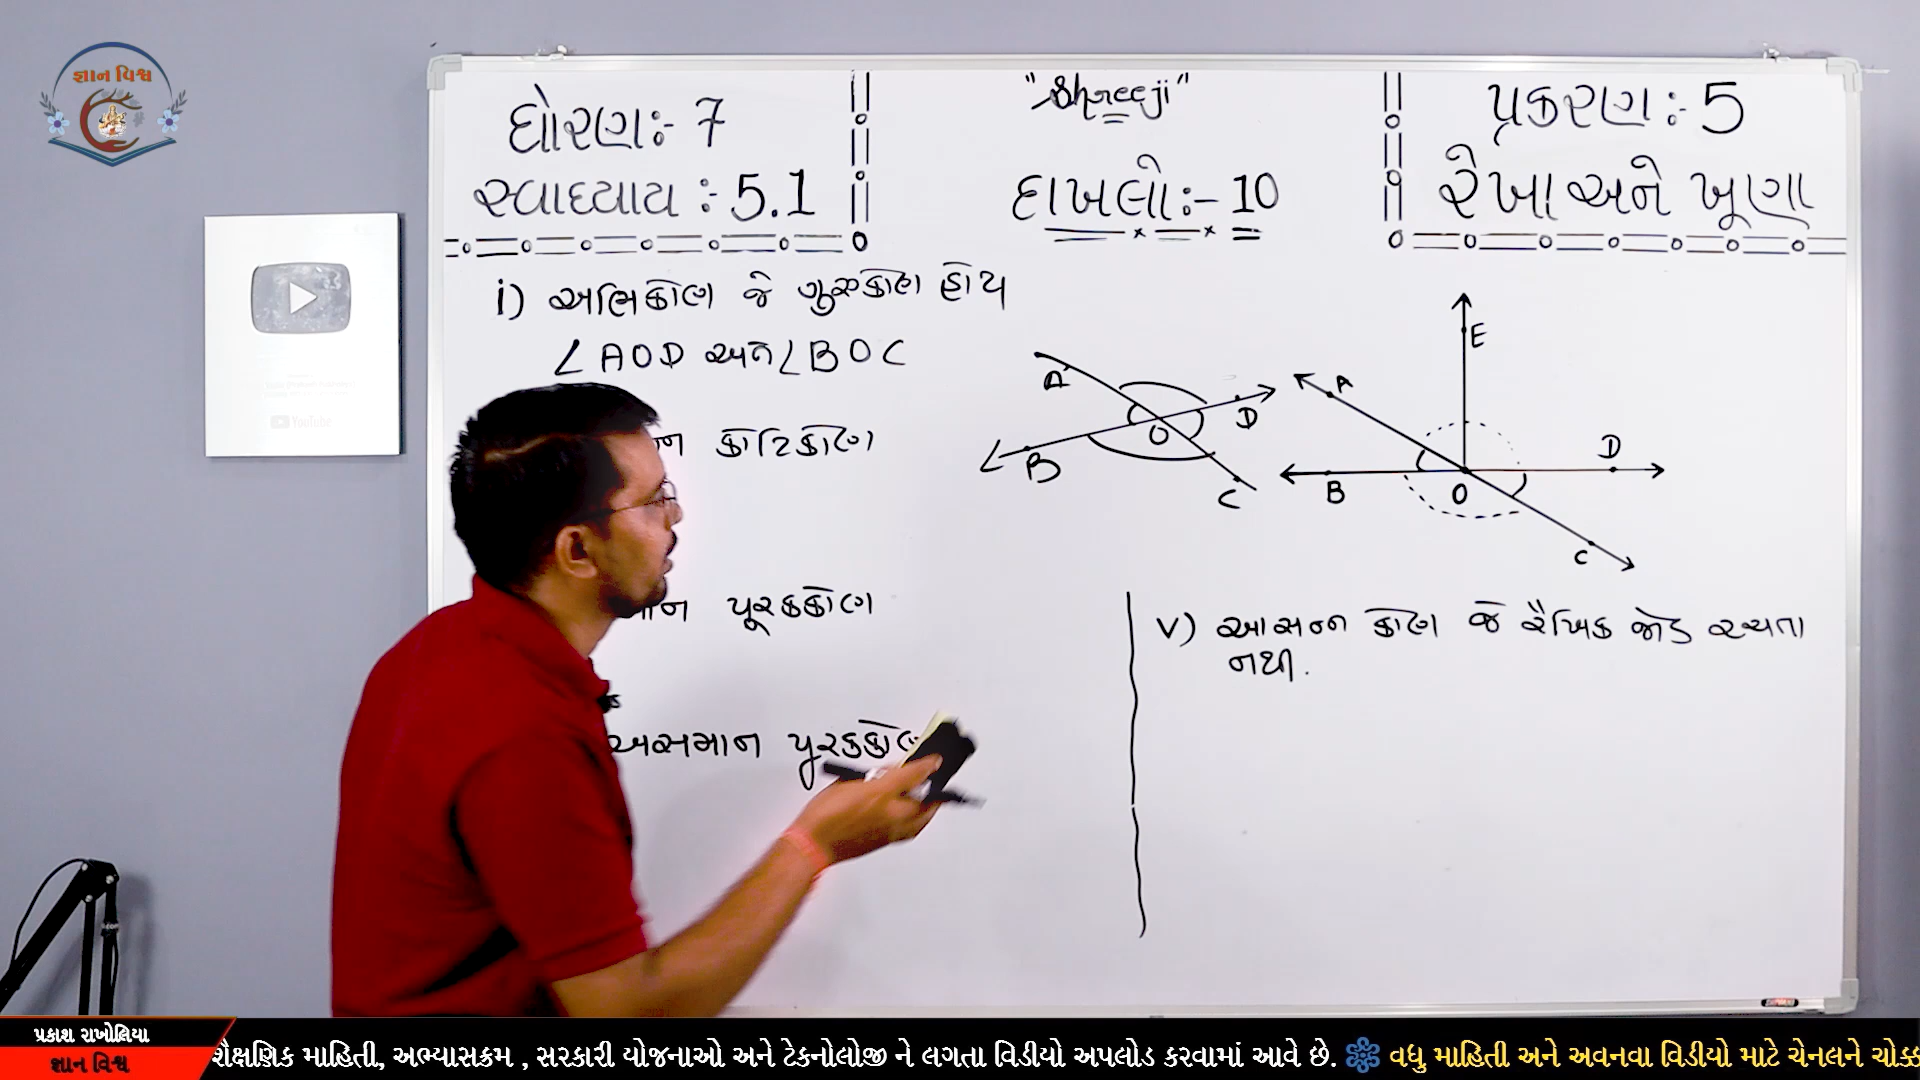 જ્ઞાન વિશ્વ
ધોરણઃ- 7
સ્વાધ્યાય : 5.1
"Shreeji"
દાખલોઃ- 10
પ્રકરણ :- 5
રેખા અને ખૂણા
i) અભિકોણ જે ગુરુકોણ હોય
∠AOD અને ∠BOC
કોટિકોણ
પૂરકકોણ
અસમાન પૂરકકોણ
A
B
O
D
C
E
A
B
O
D
C
v) આસન્ન કોણ જે રૈખિક જોડ રચતા
નથી.
YouTube
પ્રકાશ રાખોલિયા
જ્ઞાન વિશ્વ
શૈક્ષણિક માહિતી, અભ્યાસક્રમ , સરકારી યોજનાઓ અને ટેકનોલોજી ને લગતા વિડીયો અપલોડ કરવામાં આવે છે. વધુ માહિતી અને અવનવા વિડીયો માટે ચેનલને